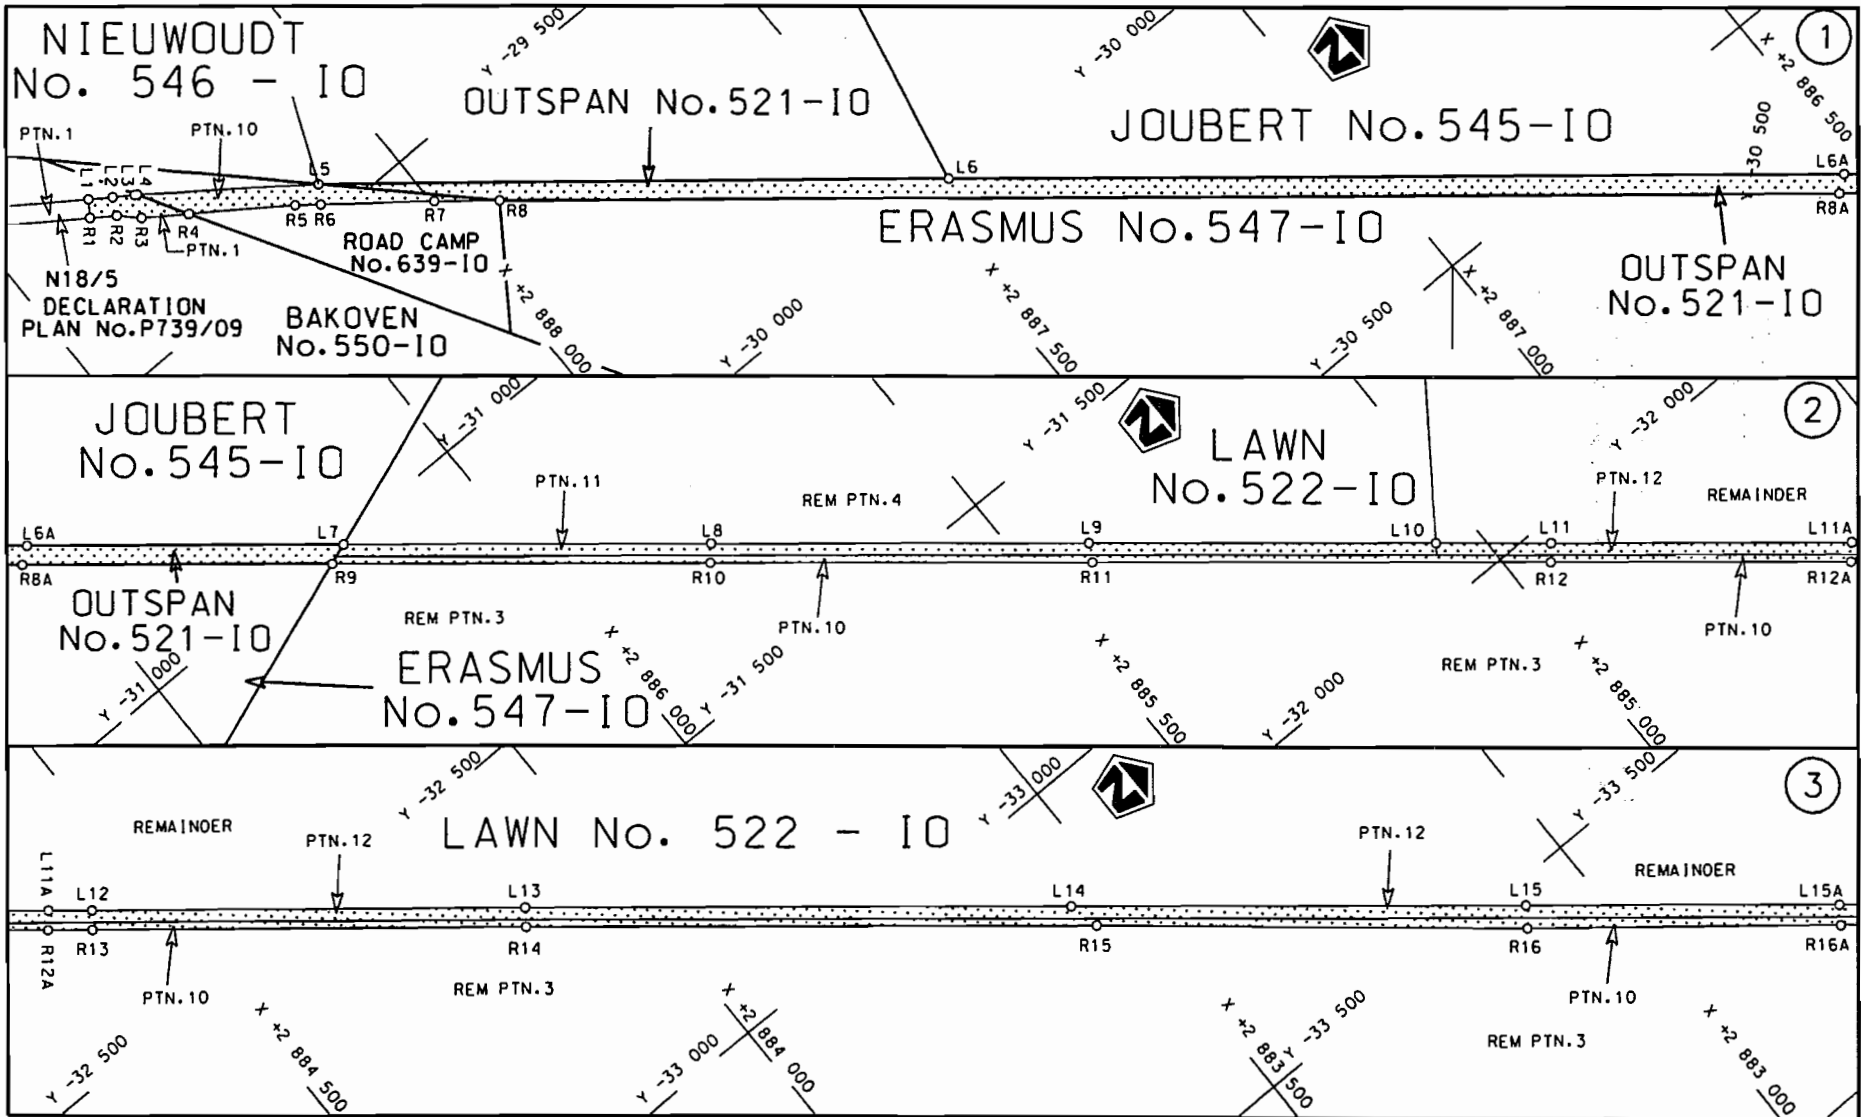 NIEUWOUDT
No. 546 - IO
Y -29 500
OUTSPAN No.521-IO
Y -30 000
JOUBERT No.545-IO
X +2 886 500
1
PTN.1
PTN.10
L1
L2
L3
L4
L5
L6
Y -30 500
L6A
R1
R2
R3
R4
PTN.1
R5
R6
R7
R8
R8A
ERASMUS No.547-IO
ROAD CAMP
No.639-IO
N18/5
DECLARATION
PLAN No.P739/09
BAKOVEN
No.550-IO
X +2 888 000
Y -30 000
X +2 887 500
Y -30 500
X +2 887 000
OUTSPAN
No.521-IO
JOUBERT
No.545-IO
Y -31 000
Y -31 500
LAWN
No.522-IO
Y -32 000
2
PTN.11
REM PTN.4
PTN.12
REMAINDER
L6A
L7
L8
L9
L10
L11
L11A
R8A
R9
R10
R11
R12
R12A
OUTSPAN
No.521-IO
REM PTN.3
PTN.10
PTN.10
REM PTN.3
ERASMUS
No.547-IO
Y -31 000
X +2 886 000
Y -31 500
X +2 885 500
Y -32 000
X +2 885 000
Y -32 500
Y -33 000
Y -33 500
3
REMAINDER
PTN.12
LAWN No. 522 - IO
PTN.12
REMAINDER
L11A
L12
L13
L14
L15
L15A
R12A
R13
R14
R15
R16
R16A
PTN.10
REM PTN.3
PTN.10
REM PTN.3
Y -32 500
X +2 884 500
Y -33 000
X +2 884 000
X +2 883 500
Y -33 500
X +2 883 000